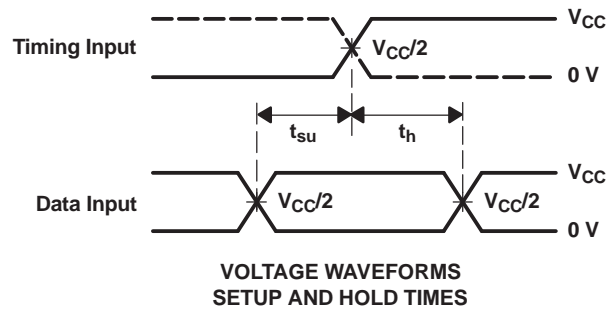 V_CC
Timing Input
V_CC/2
0 V
t_su
t_h
V_CC
Data Input
V_CC/2
V_CC/2
0 V
VOLTAGE WAVEFORMS
SETUP AND HOLD TIMES